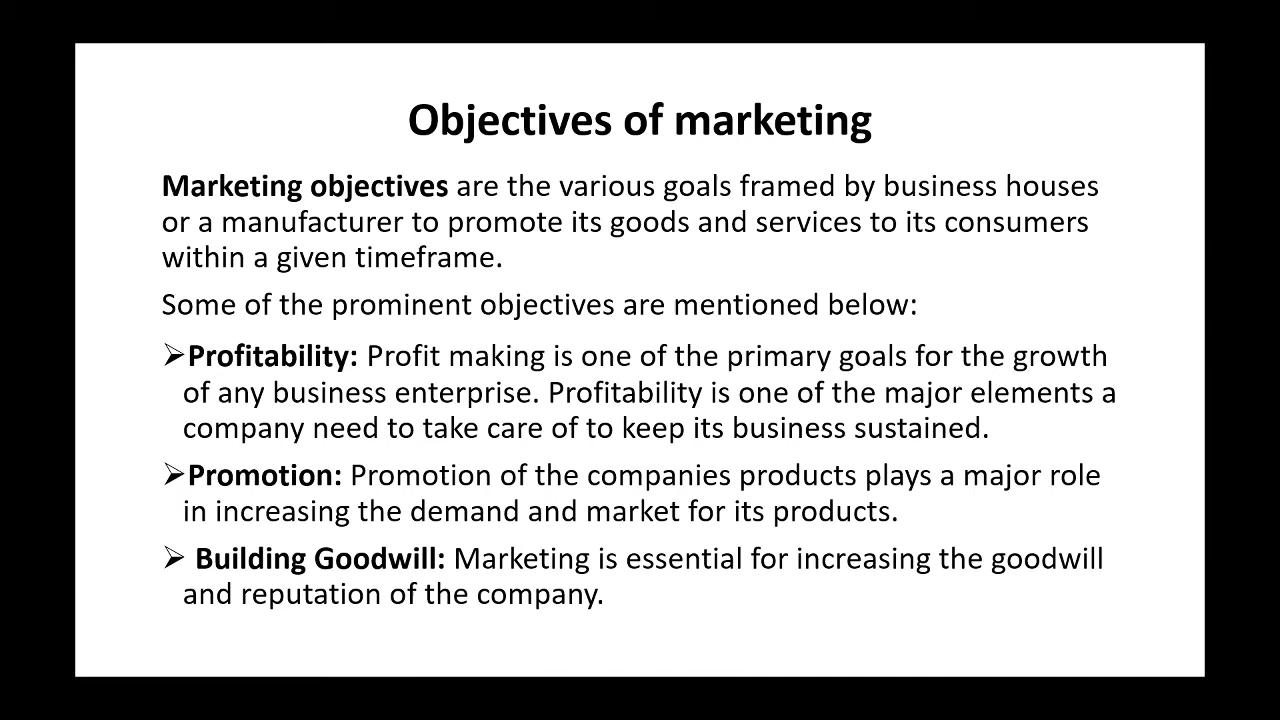 Objectives of marketing
Marketing objectives are the various goals framed by business houses
or a manufacturer to promote its goods and services to its consumers
within a given timeframe.
Some of the prominent objectives are mentioned below:
➢Profitability: Profit making is one of the primary goals for the growth
of any business enterprise. Profitability is one of the major elements a
company need to take care of to keep its business sustained.
➢Promotion: Promotion of the companies products plays a major role
in increasing the demand and market for its products.
➢ Building Goodwill: Marketing is essential for increasing the goodwill
and reputation of the company.